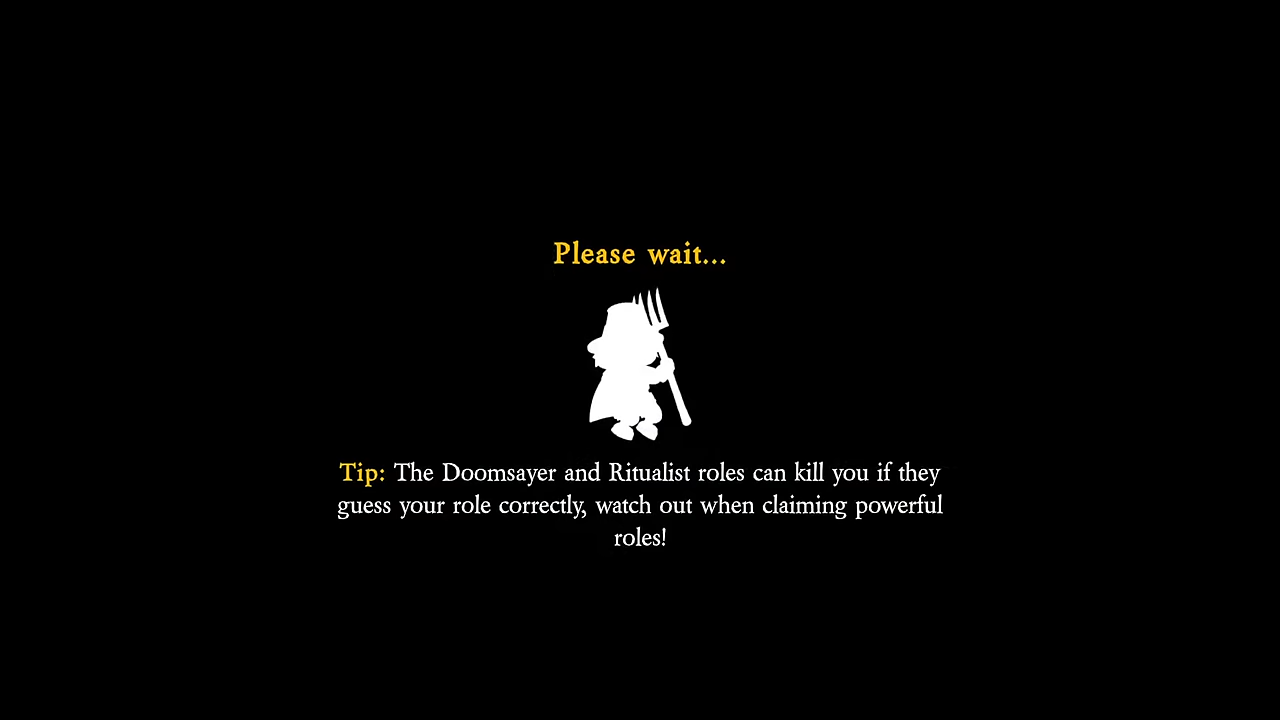 Please wait...
Tip: The Doomsayer and Ritualist roles can kill you if they
guess your role correctly, watch out when claiming powerful
roles!